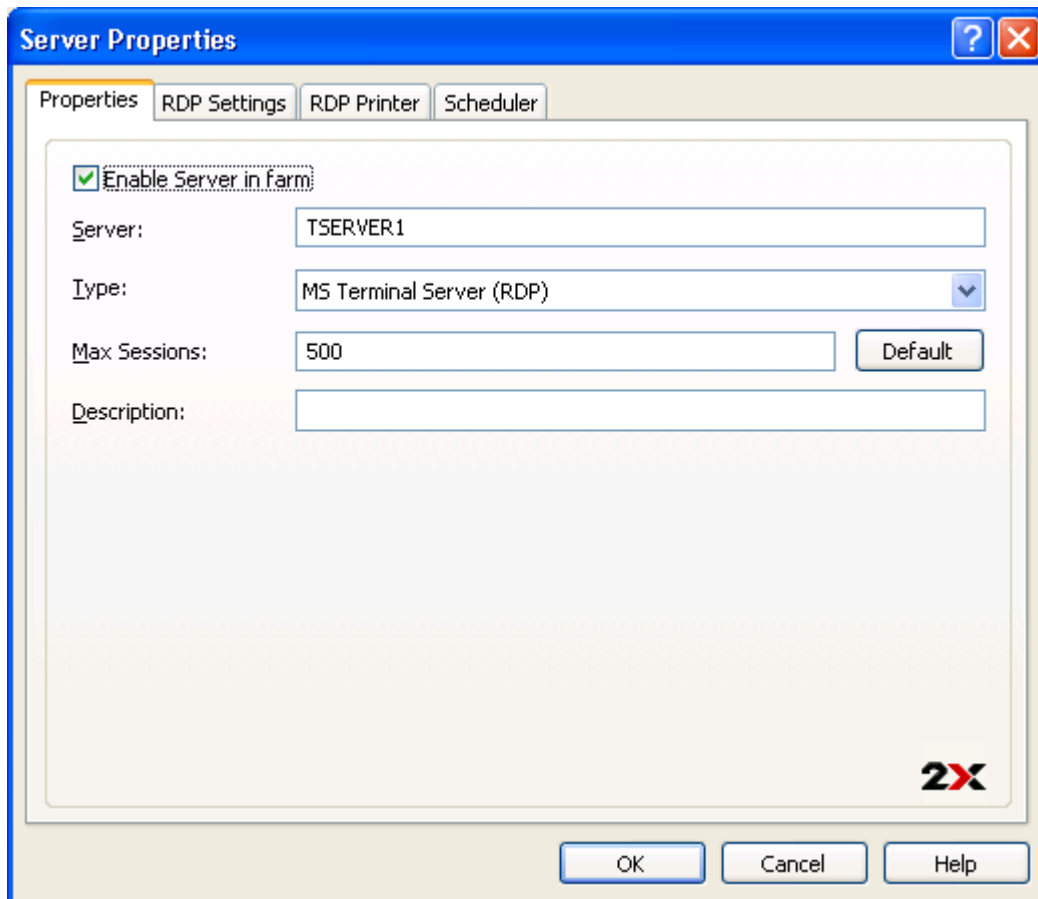 Server Properties
Properties RDP Settings RDP Printer Scheduler
Enable Server in farm
Server: TSERVER1
Type: MS Terminal Server (RDP)
Max Sessions: 500 Default
Description:
2X
OK Cancel Help